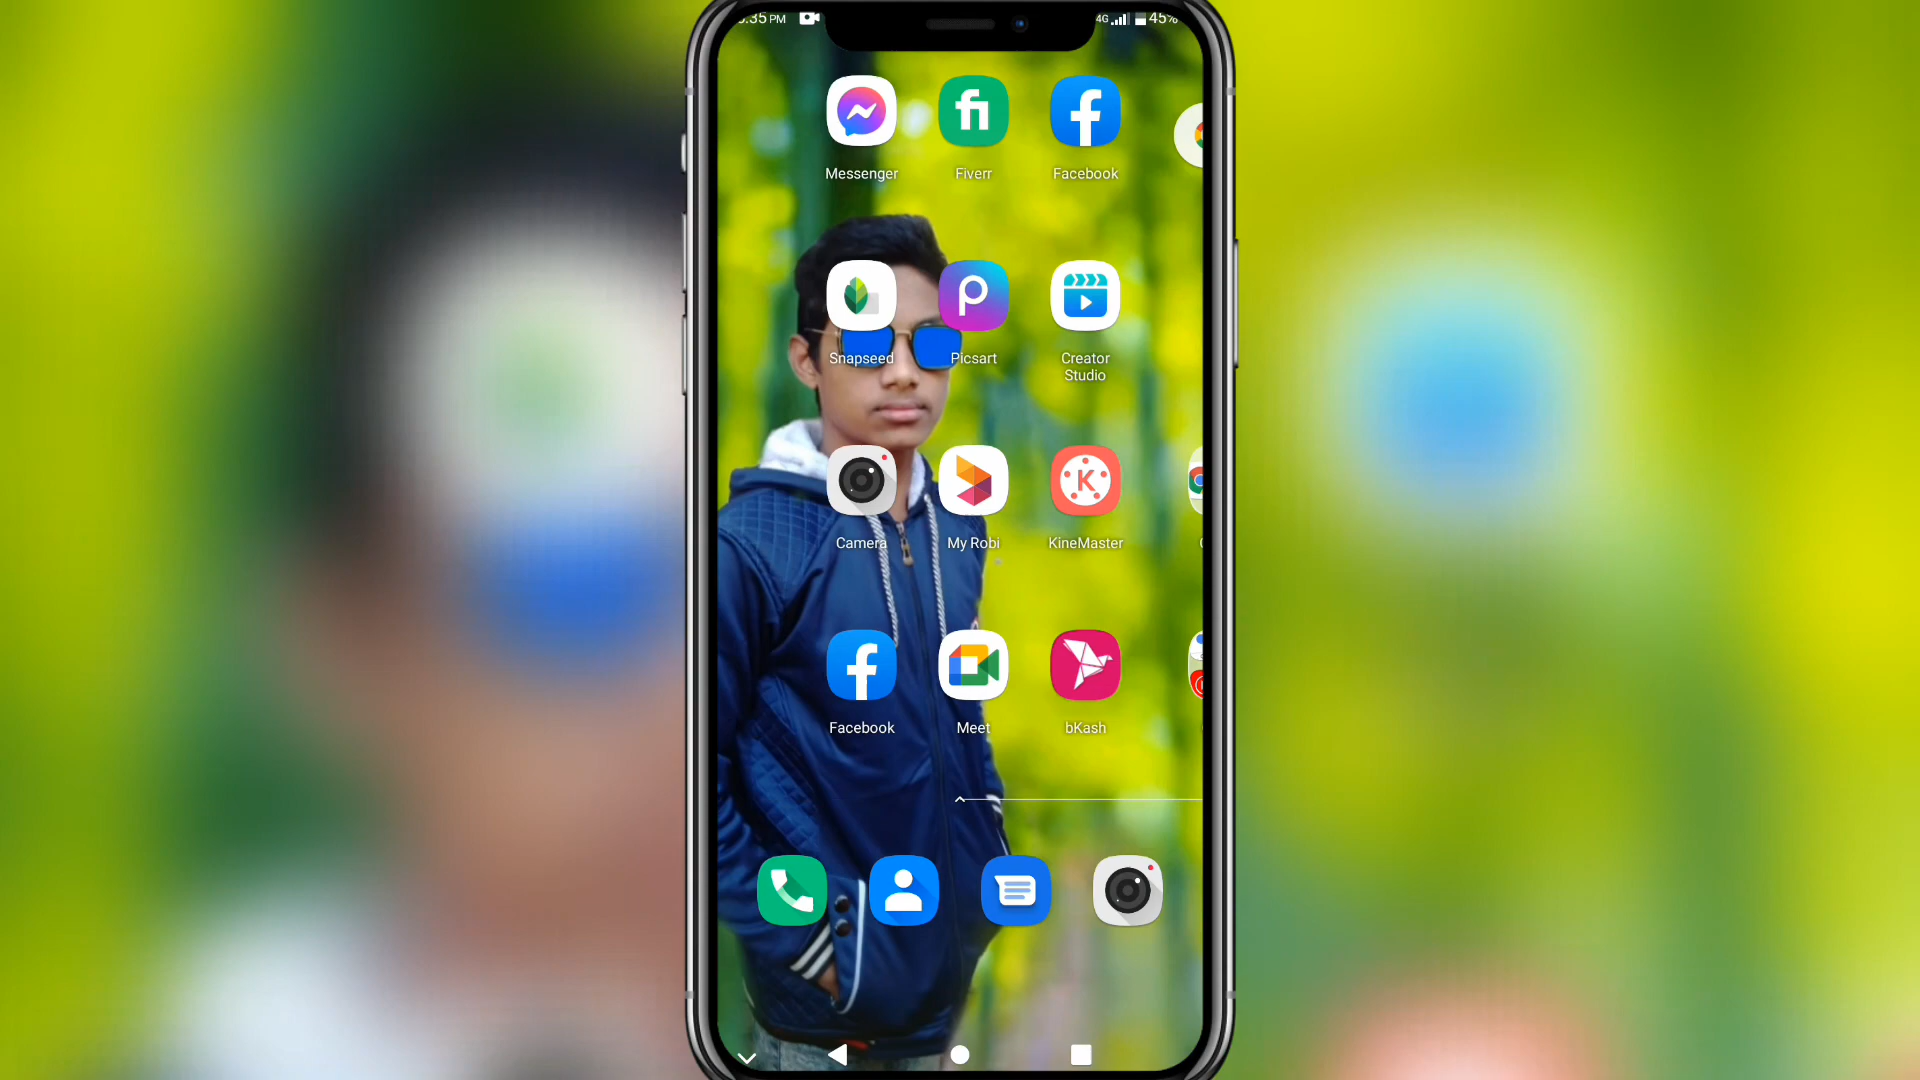 :35 PM
4G 45%
Messenger
Fiverr
Facebook
Snapseed
Picsart
Creator
Studio
Camera
My Robi
KineMaster
Facebook
Meet
bKash